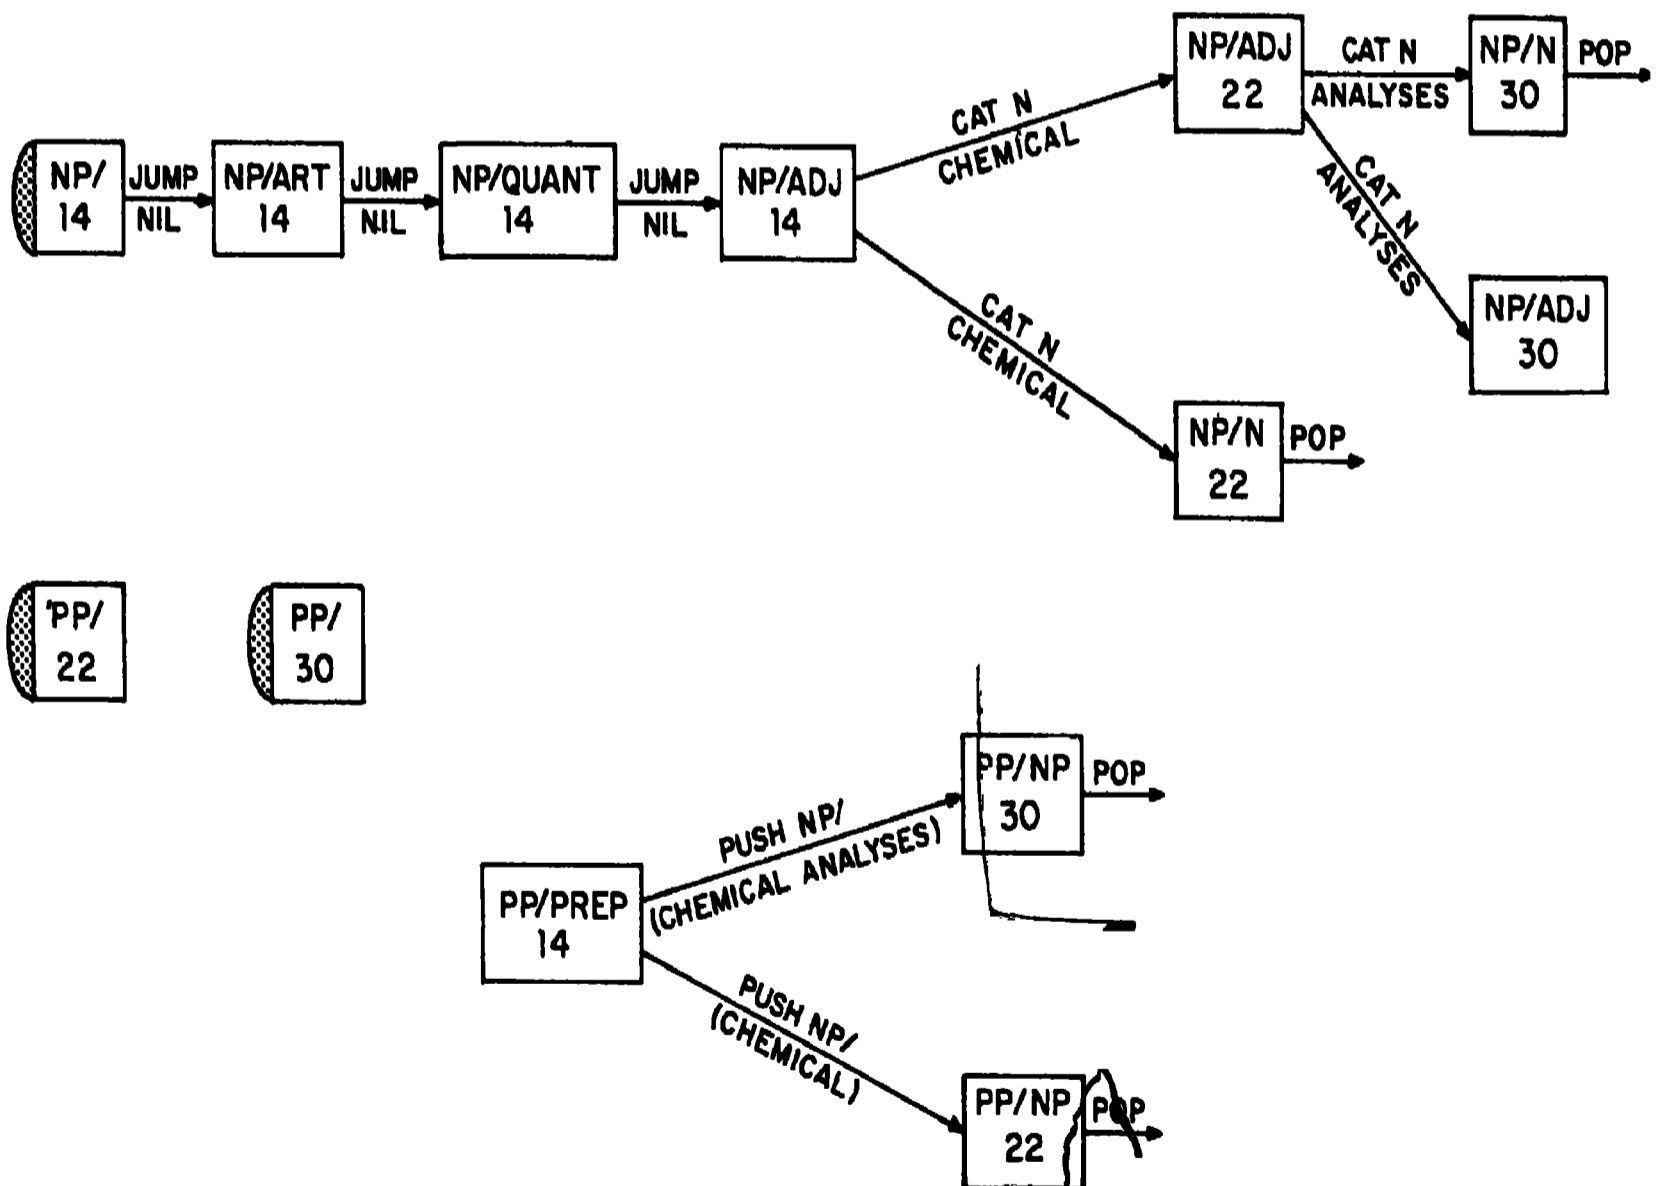 NP/
14
JUMP
NIL
NP/ART
14
JUMP
NIL
NP/QUANT
14
JUMP
NIL
NP/ADJ
14
CAT N
CHEMICAL
NP/ADJ
22
CAT N
ANALYSES
NP/N
30
POP
CAT N
ANALYSES
NP/ADJ
30
CAT N
CHEMICAL
NP/N
22
POP
PP/
22
PP/
30
PP/PREP
14
PUSH NP/
(CHEMICAL ANALYSES)
PP/NP
30
POP
PUSH NP/
(CHEMICAL)
PP/NP
22
POP